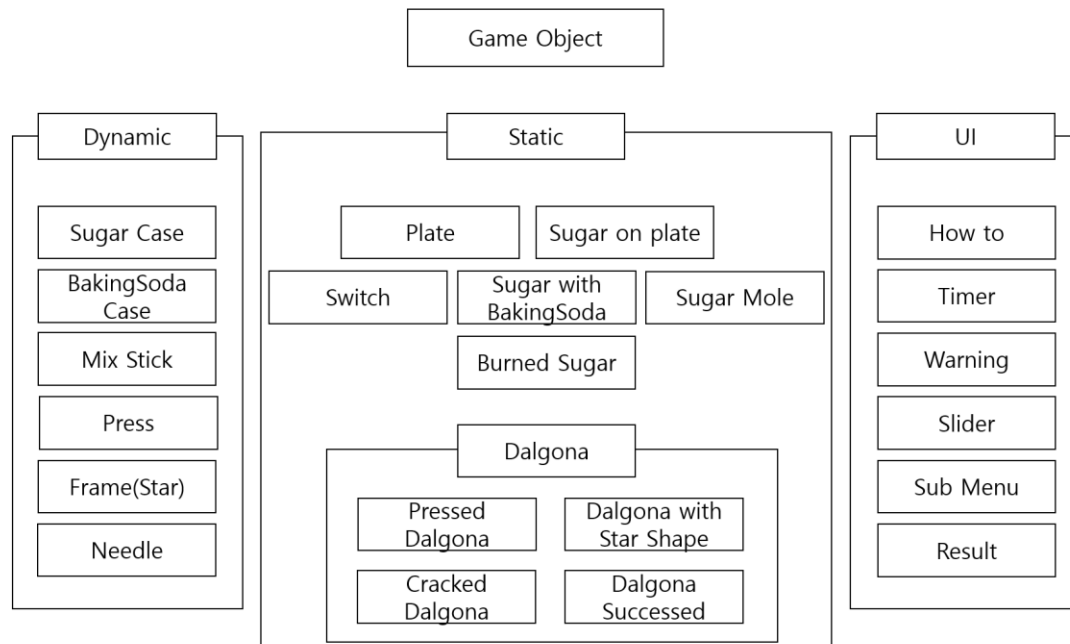 Game Object
Dynamic
Sugar Case
BakingSoda
Case
Mix Stick
Press
Frame(Star)
Needle
Static
Plate
Sugar on plate
Switch
Sugar with
BakingSoda
Sugar Mole
Burned Sugar
Dalgona
Pressed
Dalgona
Dalgona with
Star Shape
Cracked
Dalgona
Dalgona
Successed
UI
How to
Timer
Warning
Slider
Sub Menu
Result